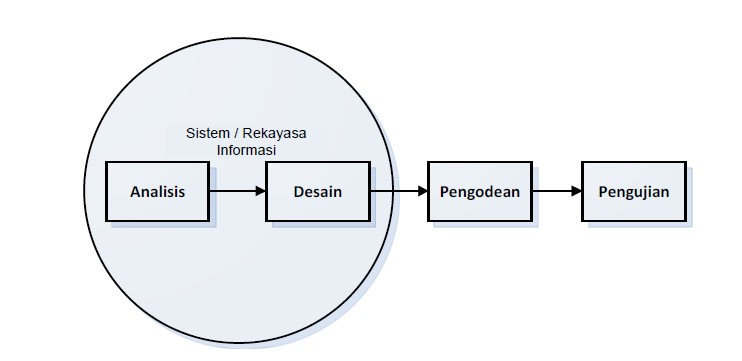 Sistem / Rekayasa
Informasi
Analisis
Desain
Pengodean
Pengujian